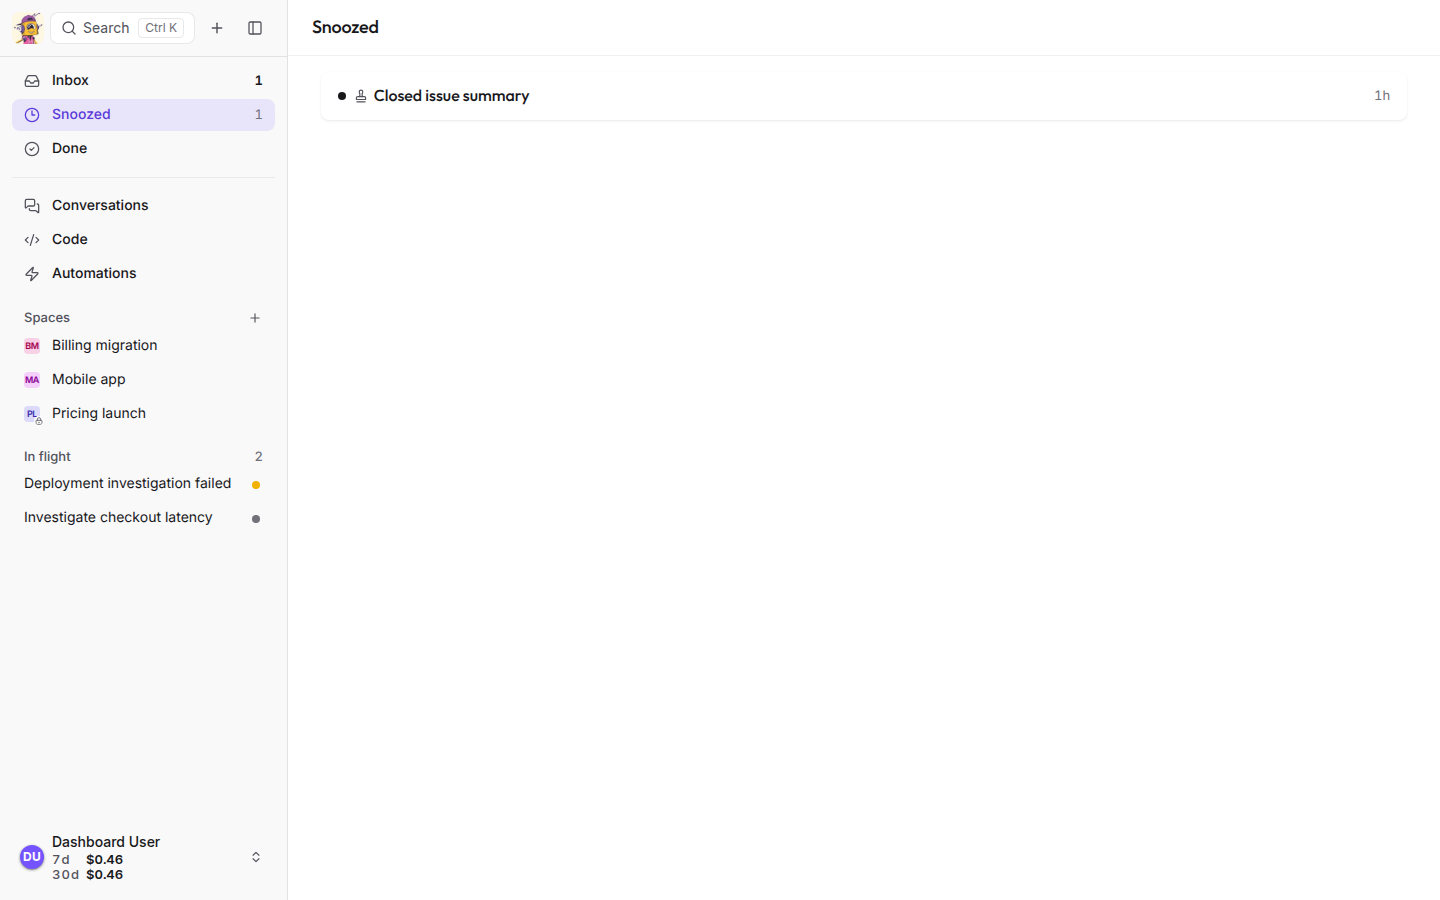 Search Ctrl K
Inbox 1
Snoozed 1
Done
Conversations
Code
Automations
Spaces
BM Billing migration
MA Mobile app
PL Pricing launch
In flight 2
Deployment investigation failed
Investigate checkout latency
DU Dashboard User
7d $0.46
30d $0.46
Snoozed
Closed issue summary 1h